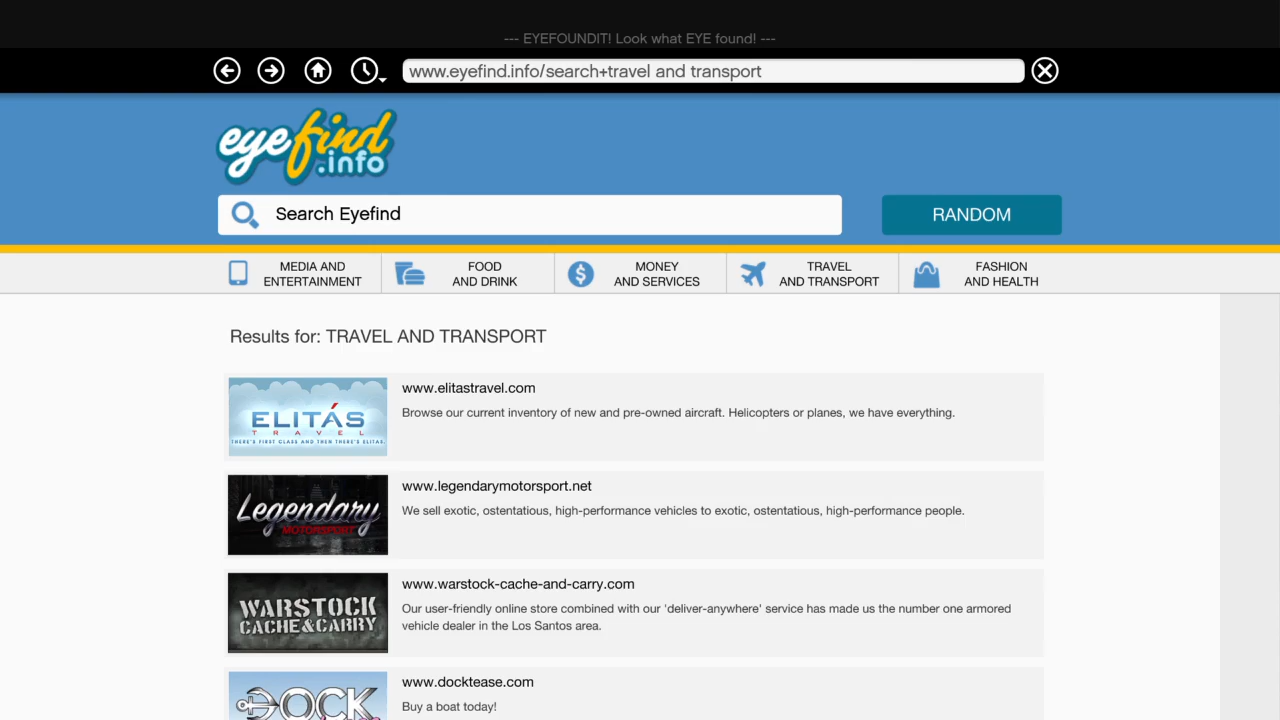 --- EYEFOUNDIT! Look what EYE found! ---
www.eyefind.info/search+travel and transport
eyefind
.info
Search Eyefind
RANDOM
MEDIA AND
ENTERTAINMENT
FOOD
AND DRINK
MONEY
AND SERVICES
TRAVEL
AND TRANSPORT
FASHION
AND HEALTH
Results for: TRAVEL AND TRANSPORT
ELITÁS
TRAVEL
THERE'S FIRST CLASS AND THEN THERE'S ELITAS.
www.elitastravel.com
Browse our current inventory of new and pre-owned aircraft. Helicopters or planes, we have everything.
Legendary
MOTORSPORT
www.legendarymotorsport.net
We sell exotic, ostentatious, high-performance vehicles to exotic, ostentatious, high-performance people.
WARSTOCK
CACHE&CARRY
www.warstock-cache-and-carry.com
Our user-friendly online store combined with our 'deliver-anywhere' service has made us the number one armored
vehicle dealer in the Los Santos area.
DOCK
www.docktease.com
Buy a boat today!